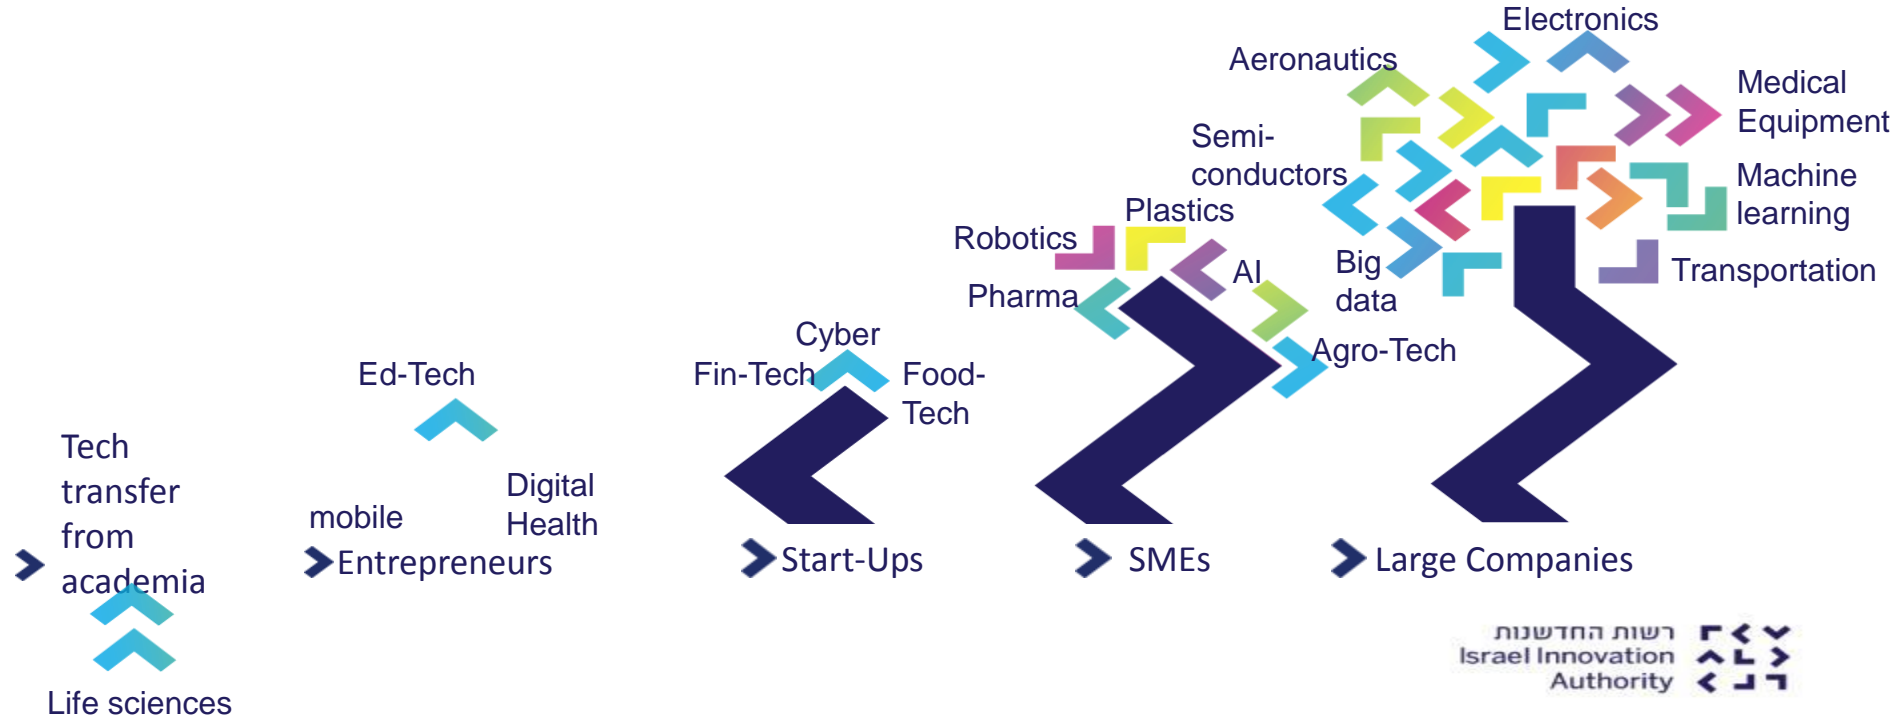 Tech
transfer
from
academia
Life sciences
Ed-Tech
mobile
Digital
Health
Entrepreneurs
Cyber
Fin-Tech
Food-
Tech
Start-Ups
Plastics
Robotics
AI
Pharma
Agro-Tech
SMEs
Electronics
Aeronautics
Medical
Equipment
Semi-
conductors
Machine
learning
Big
data
Transportation
Large Companies
רשות החדשנות
Israel Innovation
Authority